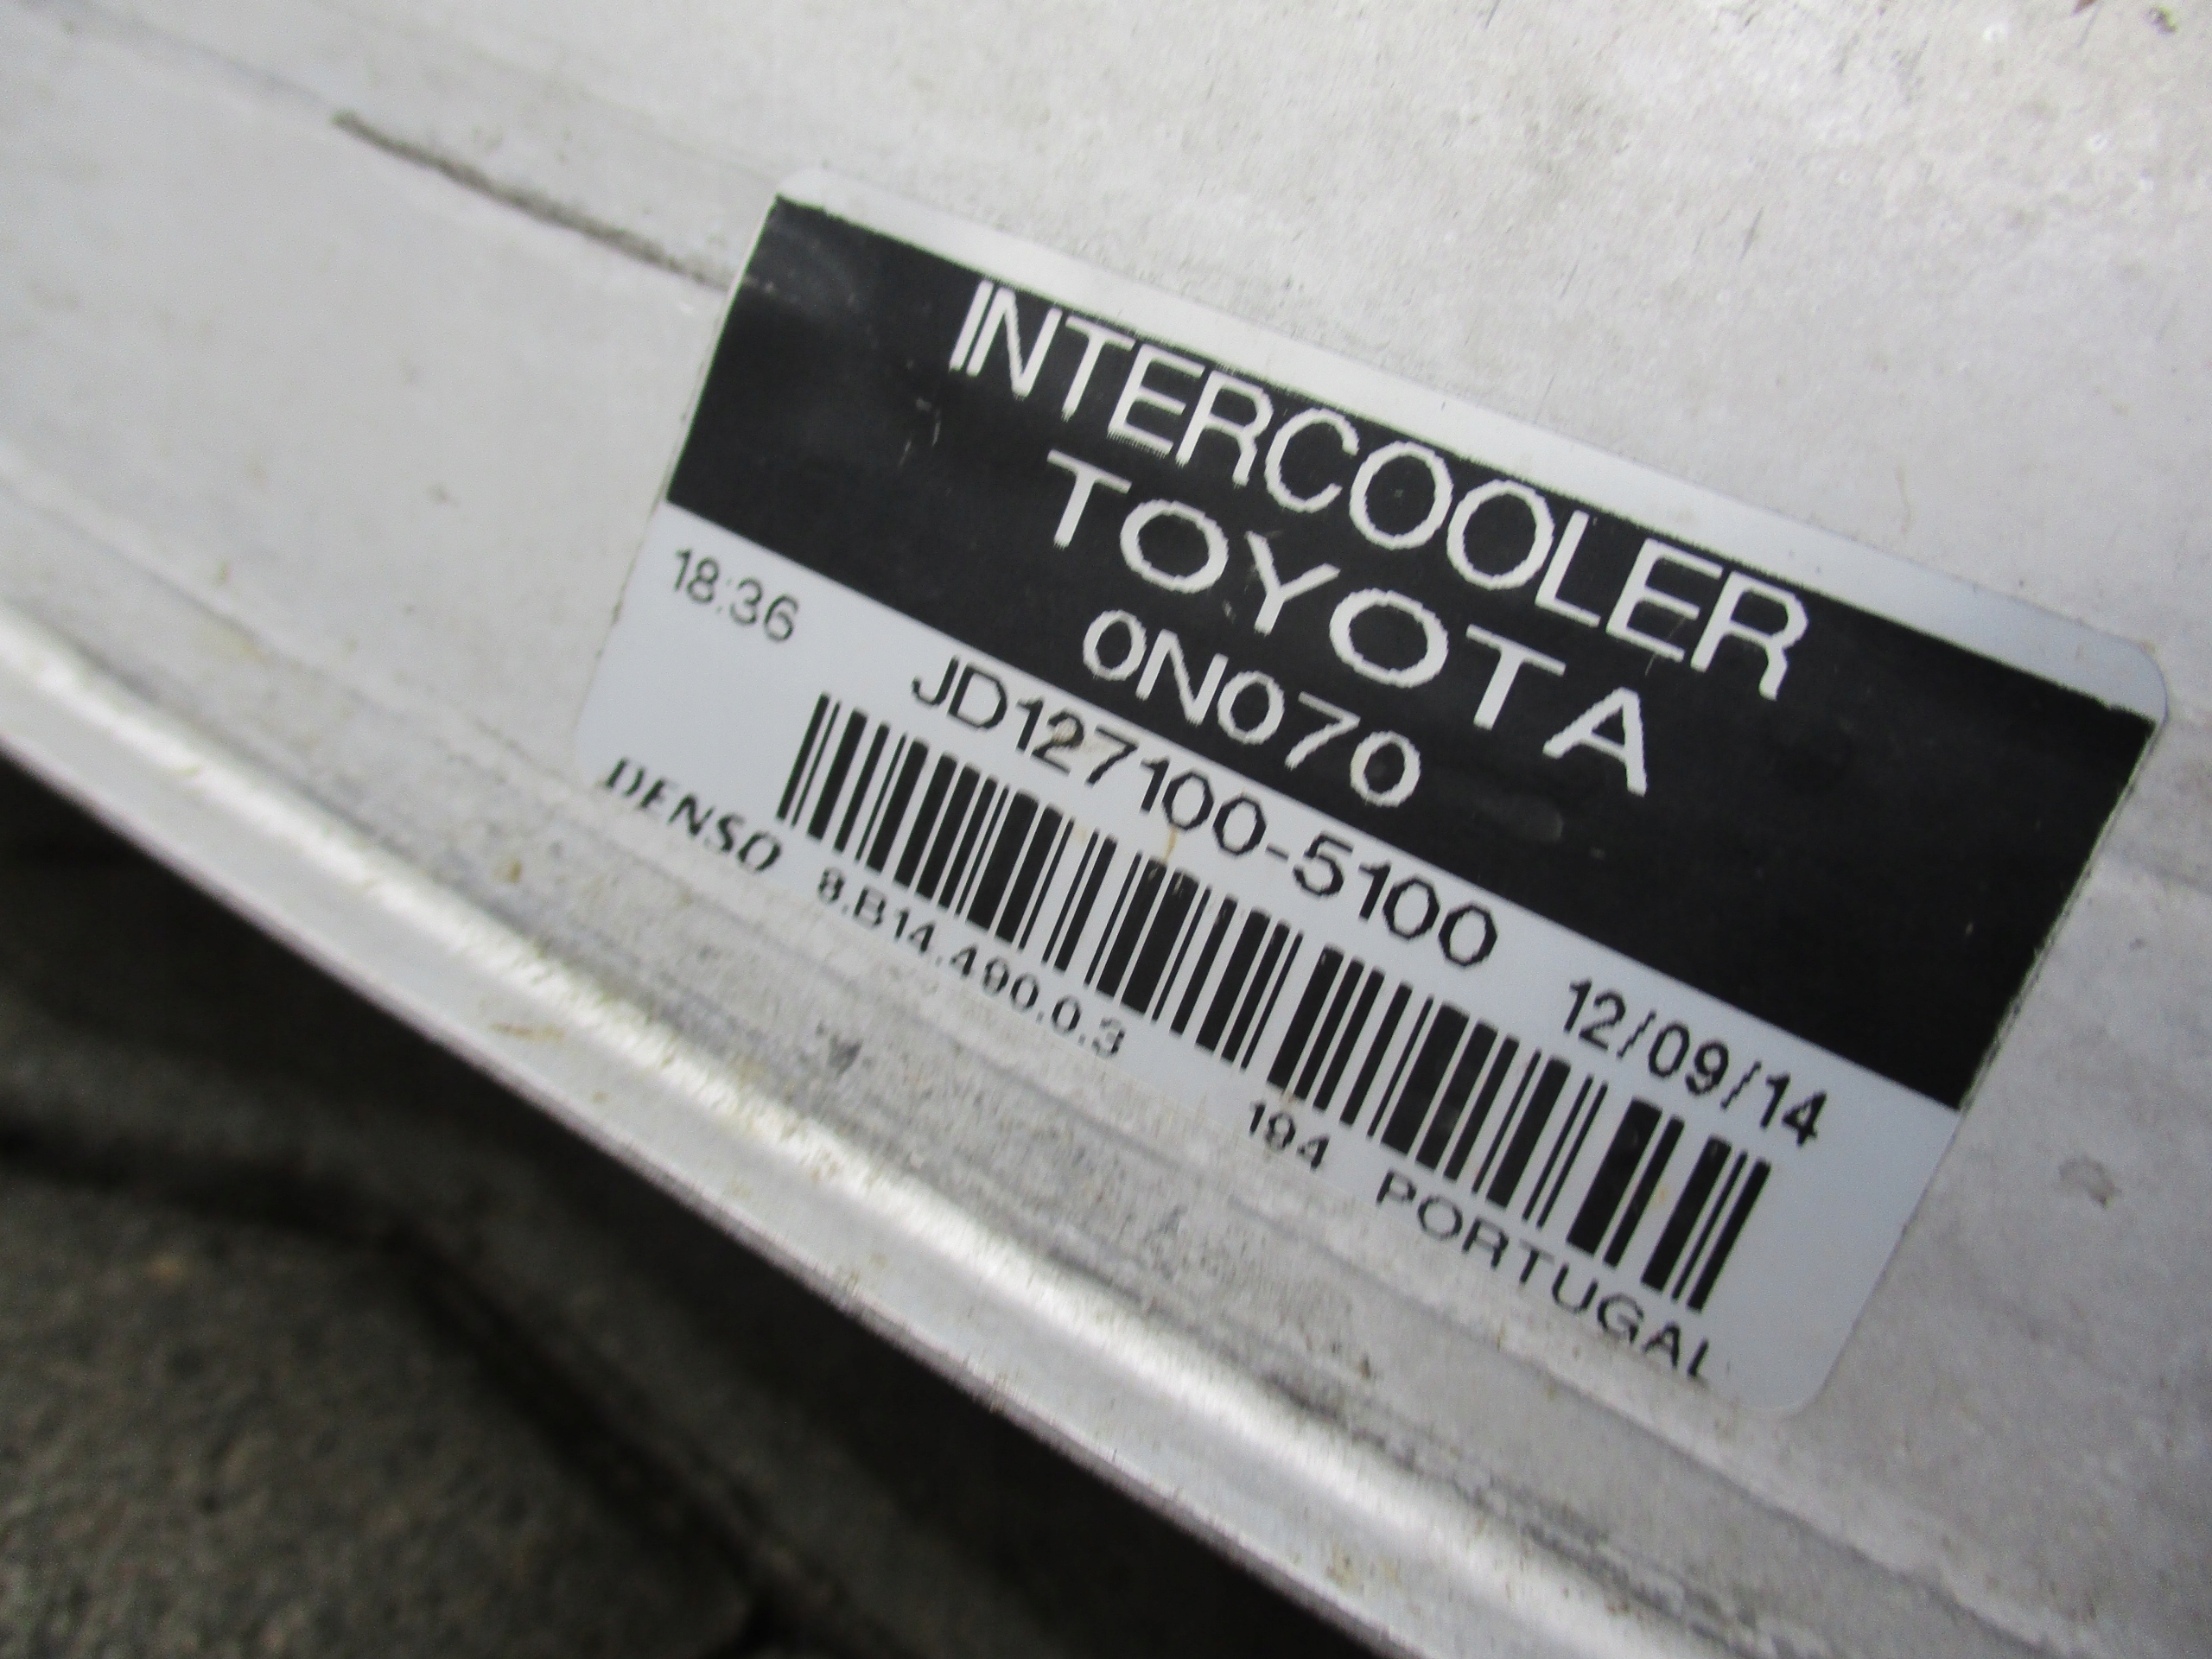 INTERCOOLER
TOYOTA
0N070
18:36 JD127100-5100 12/09/14
DENSO 8.B14.490.0.3 194 PORTUGAL